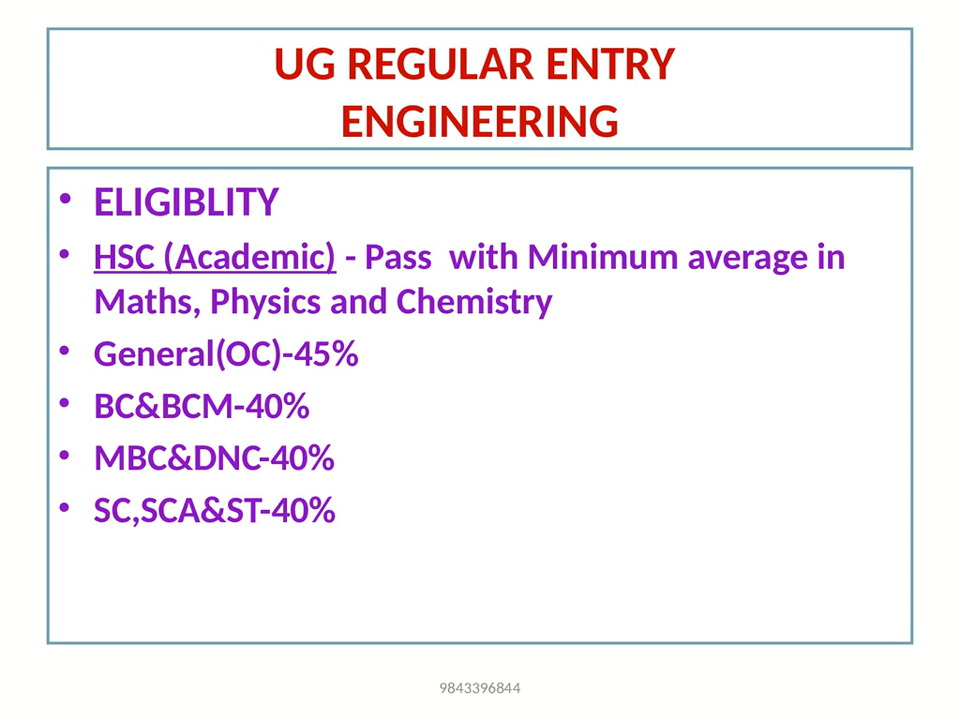 UG REGULAR ENTRY
ENGINEERING
• ELIGIBLITY
• HSC (Academic) - Pass  with Minimum average in
Maths, Physics and Chemistry
• General(OC)-45%
• BC&BCM-40%
• MBC&DNC-40%
• SC,SCA&ST-40%
9843396844